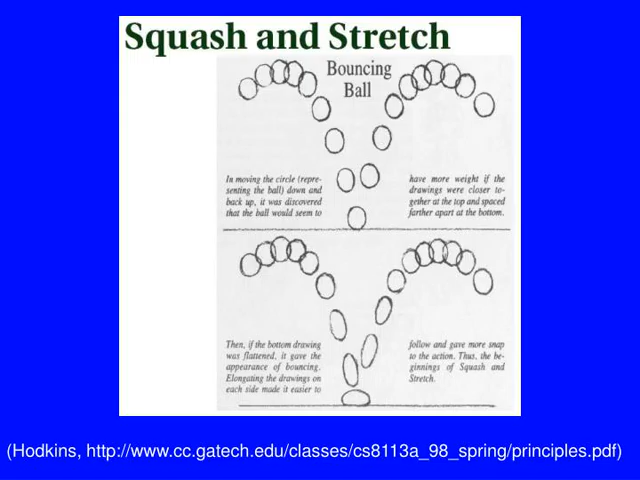 Squash and Stretch
Bouncing
Ball
In moving the circle (repre-
senting the ball) down and
back up, it was discovered
that the ball would seem to
have more weight if the
drawings were closer to-
gether at the top and spaced
farther apart at the bottom.
Then, if the bottom drawing
was flattened, it gave the
appearance of bouncing.
Elongating the drawings on
each side made it easier to
follow and gave more snap
to the action. Thus, the be-
ginnings of Squash and
Stretch.
(Hodkins, http://www.cc.gatech.edu/classes/cs8113a_98_spring/principles.pdf)